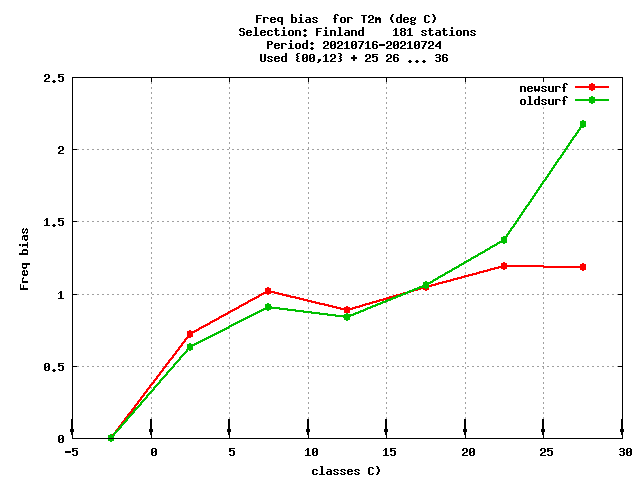 Freq bias  for T2m (deg C)
Selection: Finland    181 stations
Period: 20210716-20210724
Used {00,12} + 25 26 ... 36
newsurf
oldsurf
2.5
2
1.5
1
0.5
0
Freq bias
-5
0
5
10
15
20
25
30
classes C)